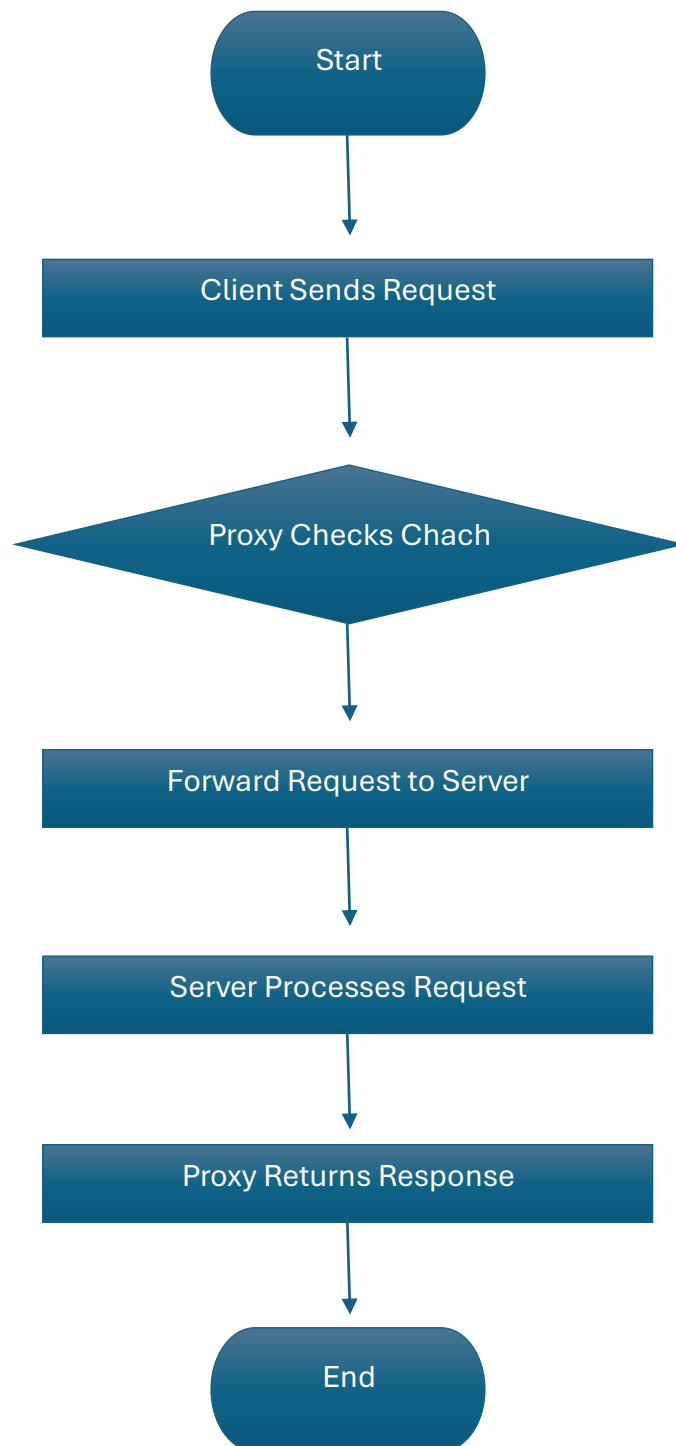 Start
Client Sends Request
Proxy Checks Chach
Forward Request to Server
Server Processes Request
Proxy Returns Response
End